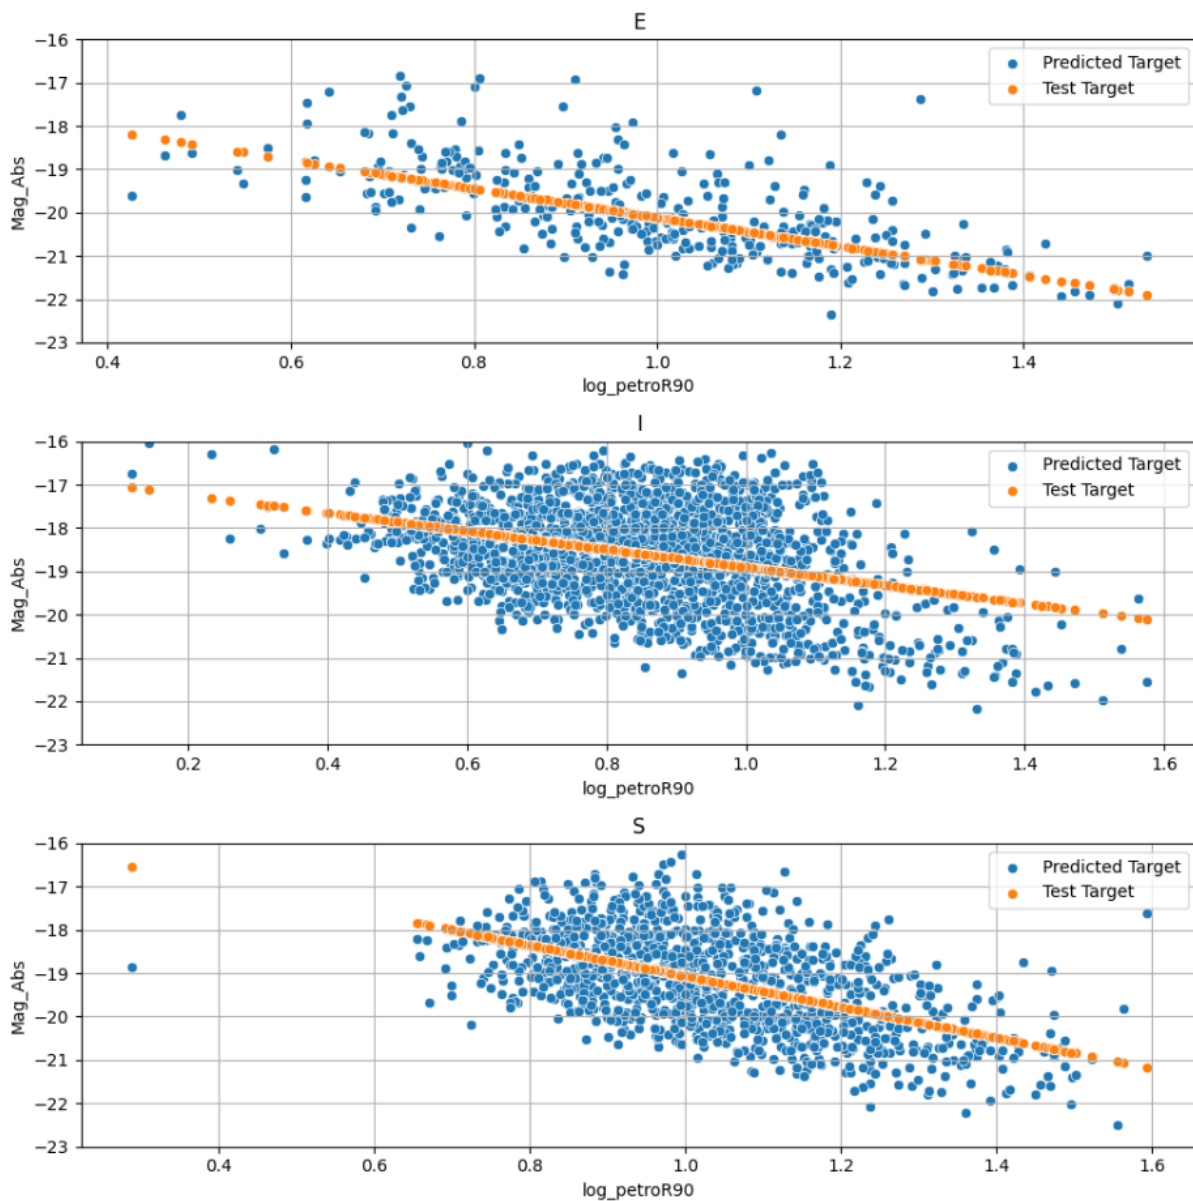 E
−16
−17
−18
−19
−20
−21
−22
−23
Mag_Abs
Predicted Target
Test Target
0.4 0.6 0.8 1.0 1.2 1.4
log_petroR90
I
−16
−17
−18
−19
−20
−21
−22
−23
Mag_Abs
Predicted Target
Test Target
0.2 0.4 0.6 0.8 1.0 1.2 1.4 1.6
log_petroR90
S
−16
−17
−18
−19
−20
−21
−22
−23
Mag_Abs
Predicted Target
Test Target
0.4 0.6 0.8 1.0 1.2 1.4 1.6
log_petroR90